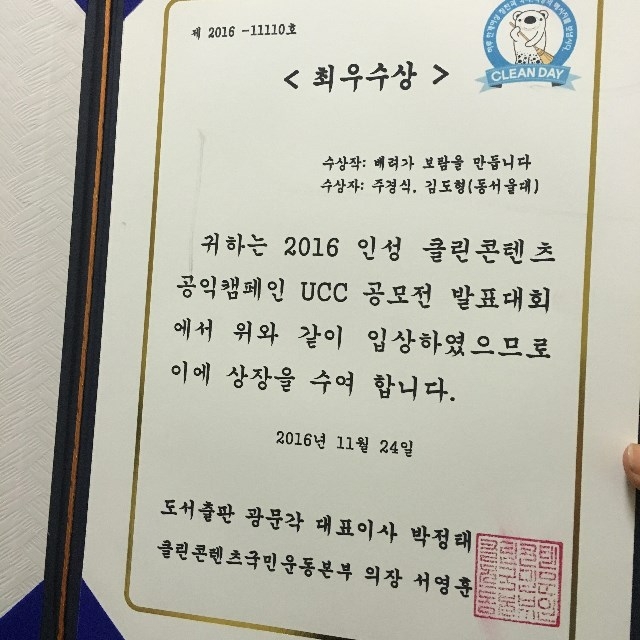 제 2016 -11110호
CLEAN DAY
< 최우수상 >
수상작: 배려가 보람을 만듭니다
수상자: 주경식, 김도형(동서울대)
귀하는 2016 인성 클린콘텐츠
공익캠페인 UCC 공모전 발표대회
에서 위와 같이 입상하였으므로
이에 상장을 수여 합니다.
2016년 11월 24일
도서출판 광문각 대표이사 박정태
클린콘텐츠국민운동본부 의장 서영훈